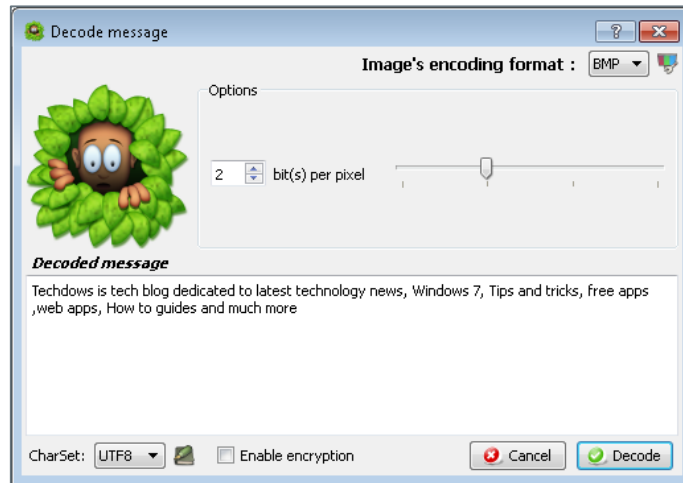 Decode message
Image's encoding format :
BMP
Options
2 bit(s) per pixel
Decoded message
Techdows is tech blog dedicated to latest technology news, Windows 7, Tips and tricks, free apps
,web apps, How to guides and much more
CharSet: UTF8 Enable encryption Cancel Decode